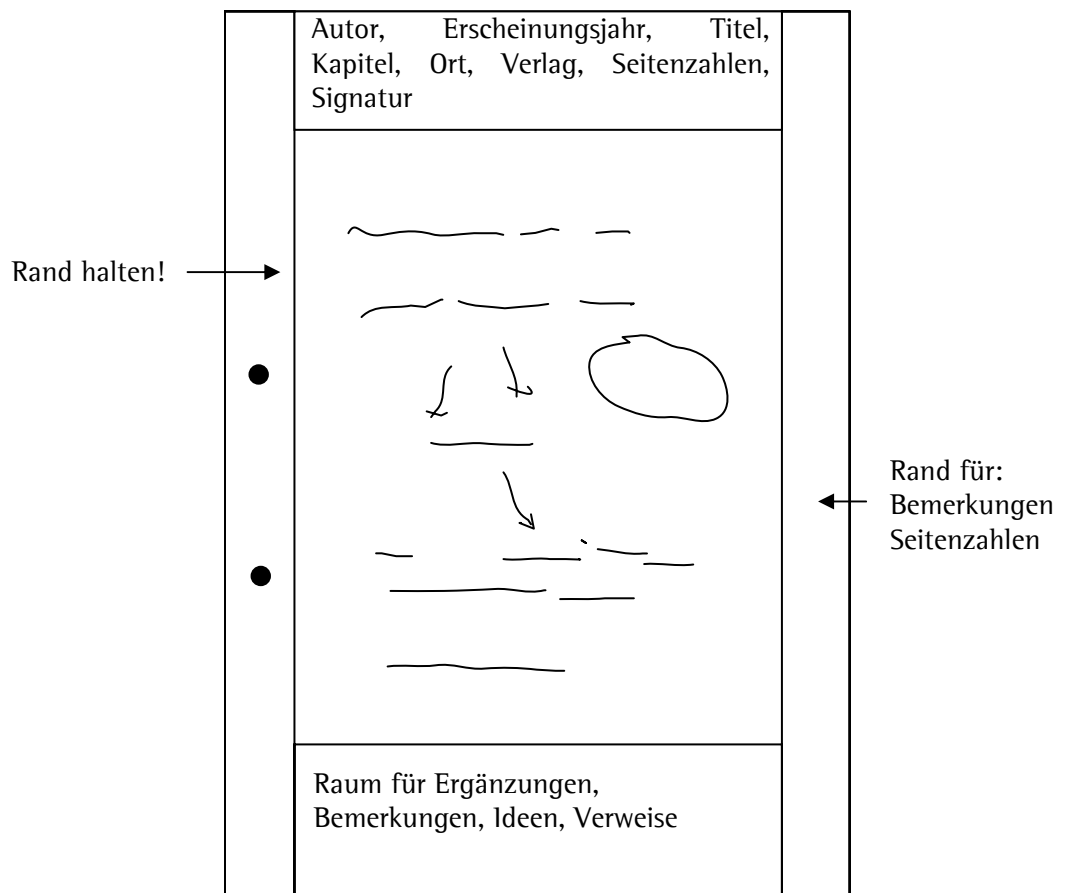 Autor, Erscheinungsjahr, Titel,
Kapitel, Ort, Verlag, Seitenzahlen,
Signatur
Rand halten!
Rand für:
Bemerkungen
Seitenzahlen
Raum für Ergänzungen,
Bemerkungen, Ideen, Verweise